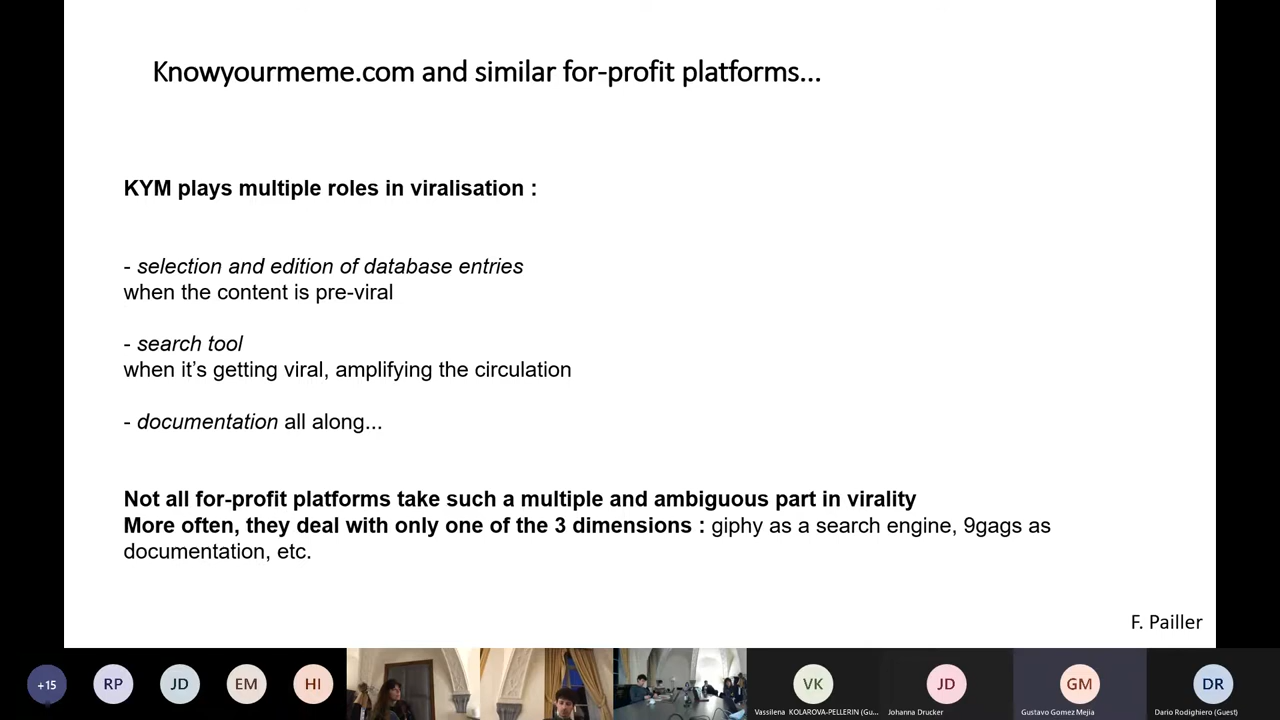 Knowyourmeme.com and similar for-profit platforms...
KYM plays multiple roles in viralisation :
- selection and edition of database entries
when the content is pre-viral
- search tool
when it's getting viral, amplifying the circulation
- documentation all along...
Not all for-profit platforms take such a multiple and ambiguous part in virality
More often, they deal with only one of the 3 dimensions : giphy as a search engine, 9gags as
documentation, etc.
F. Pailler
+15 RP JD EM HI VK JD GM DR
Vassilena KOLAROVA-PELLERIN (Gu... Johanna Drucker Gustavo Gomez Mejia Dario Rodighiero (Guest)